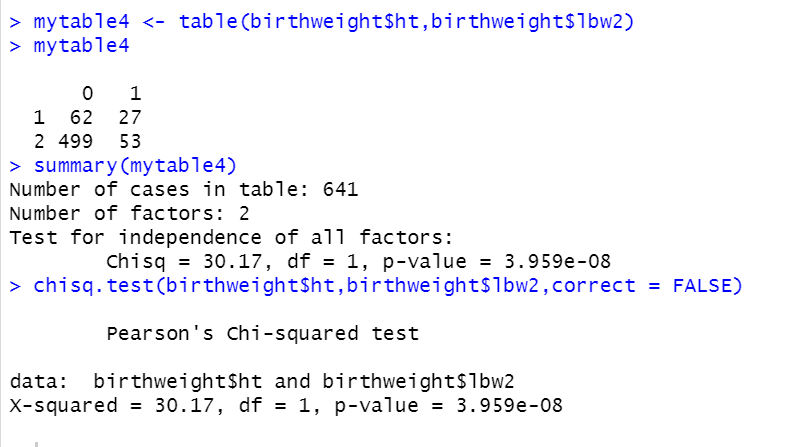 > mytable4 <- table(birthweight$ht,birthweight$lbw2)
> mytable4
0 1
1 62 27
2 499 53
> summary(mytable4)
Number of cases in table: 641
Number of factors: 2
Test for independence of all factors:
Chisq = 30.17, df = 1, p-value = 3.959e-08
> chisq.test(birthweight$ht,birthweight$lbw2,correct = FALSE)
Pearson's Chi-squared test
data: birthweight$ht and birthweight$lbw2
X-squared = 30.17, df = 1, p-value = 3.959e-08